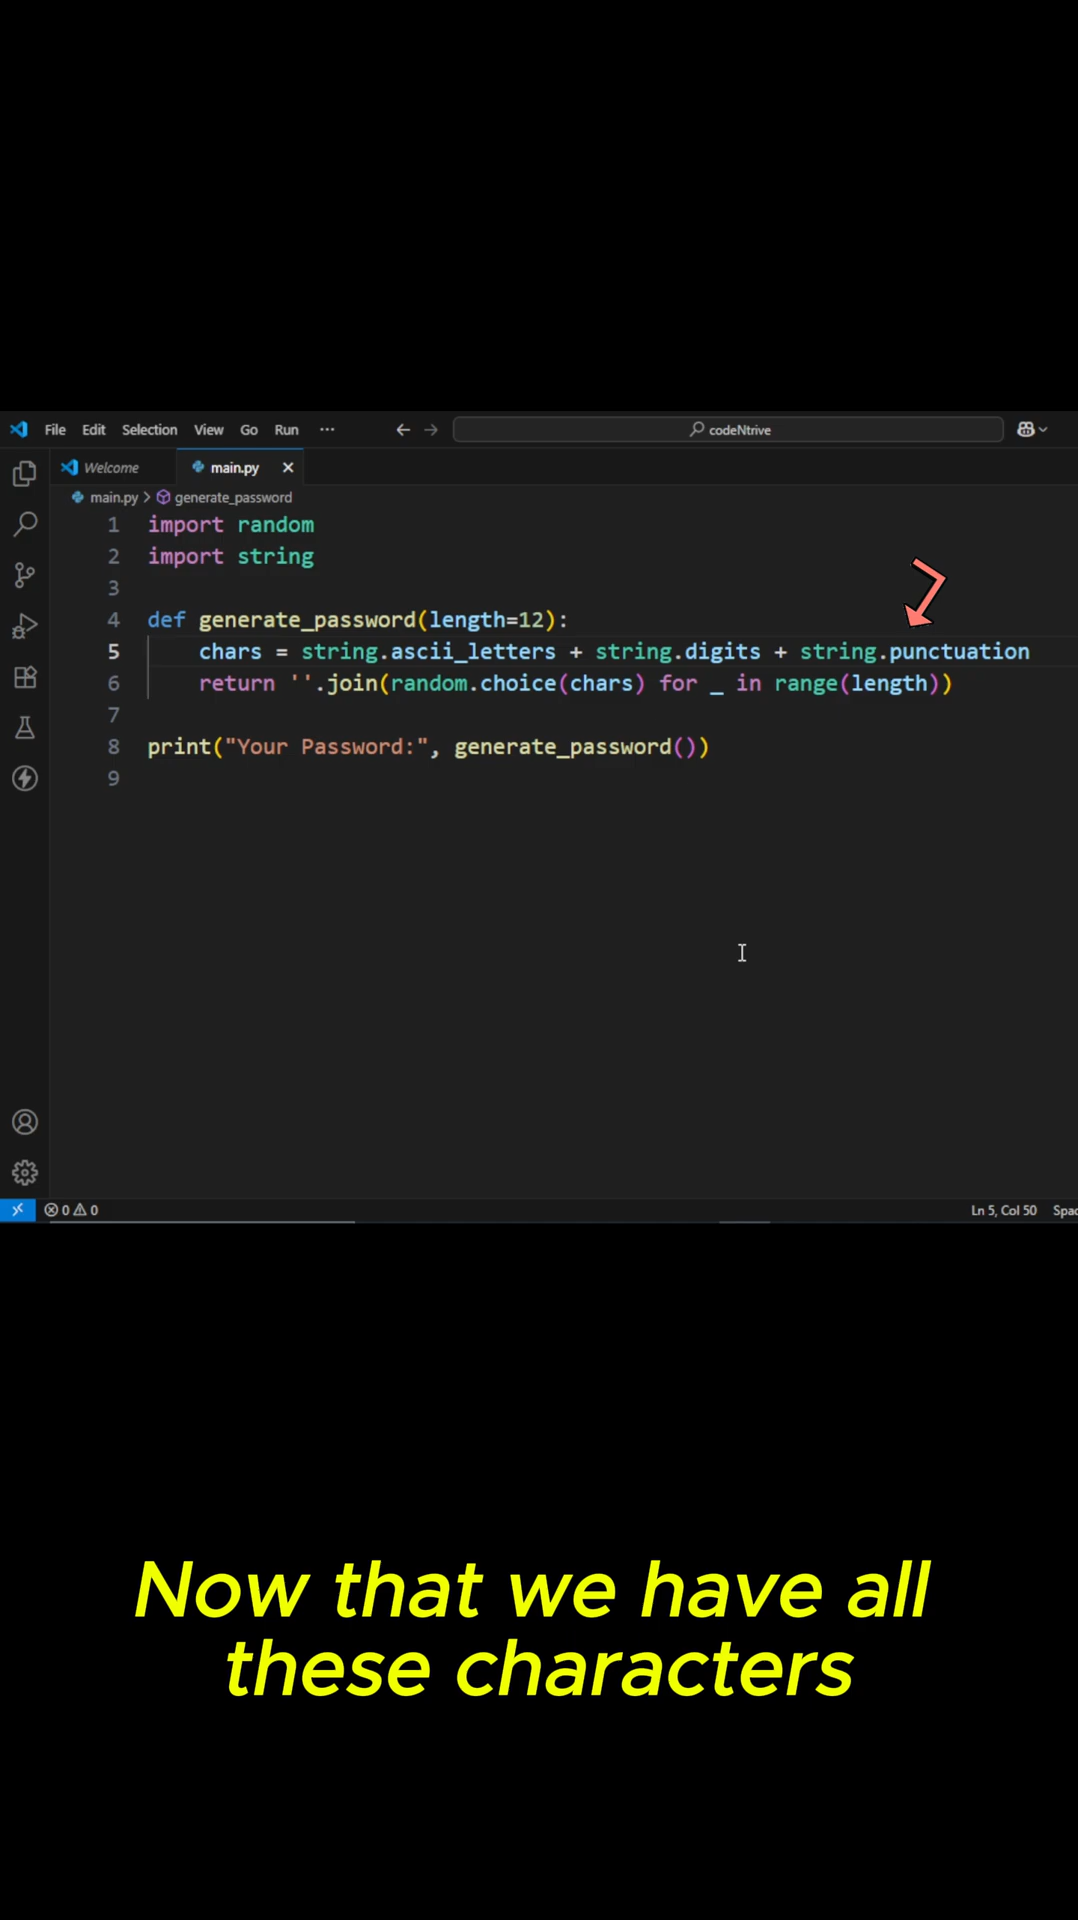 File Edit Selection View Go Run ··· codeNtrive
Welcome main.py
main.py > generate_password
1 import random
2 import string
3
4 def generate_password(length=12):
5     chars = string.ascii_letters + string.digits + string.punctuation
6     return ''.join(random.choice(chars) for _ in range(length))
7
8 print("Your Password:", generate_password())
9
0 0 Ln 5, Col 50 Spac
Now that we have all
these characters